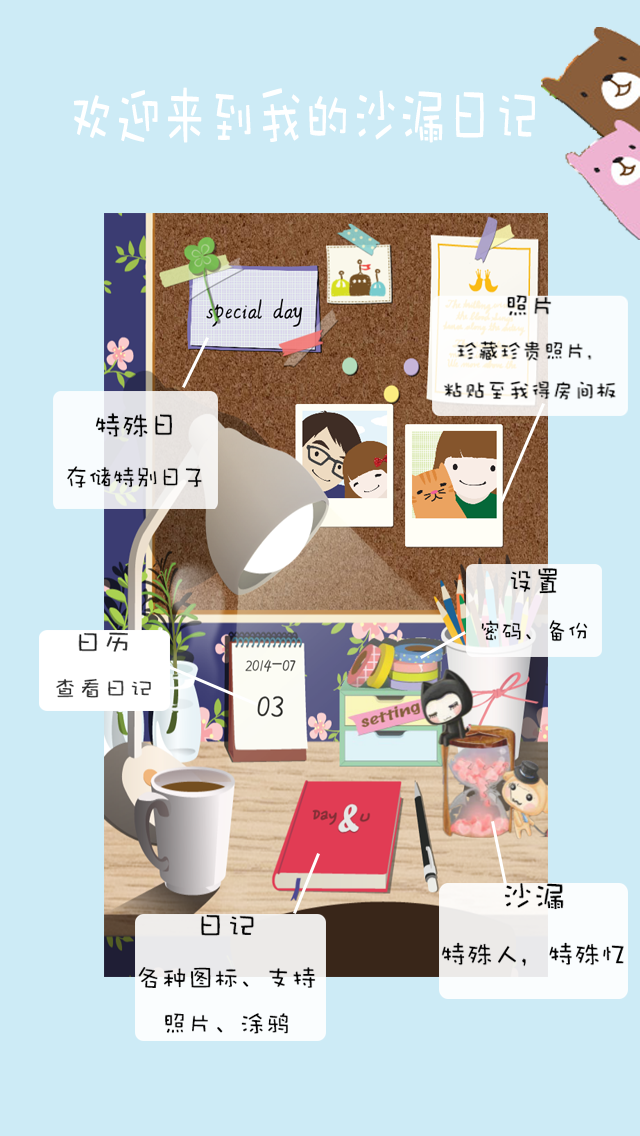 欢迎来到我的沙漏日记
special day
照片
珍藏珍贵照片,
粘贴至我得房间板
特殊日
存储特别日子
设置
密码、备份
日历
查看日记
2014-07
03
setting
Day & U
沙漏
特殊人, 特殊忆
日记
各种图标、支持
照片、涂鸦